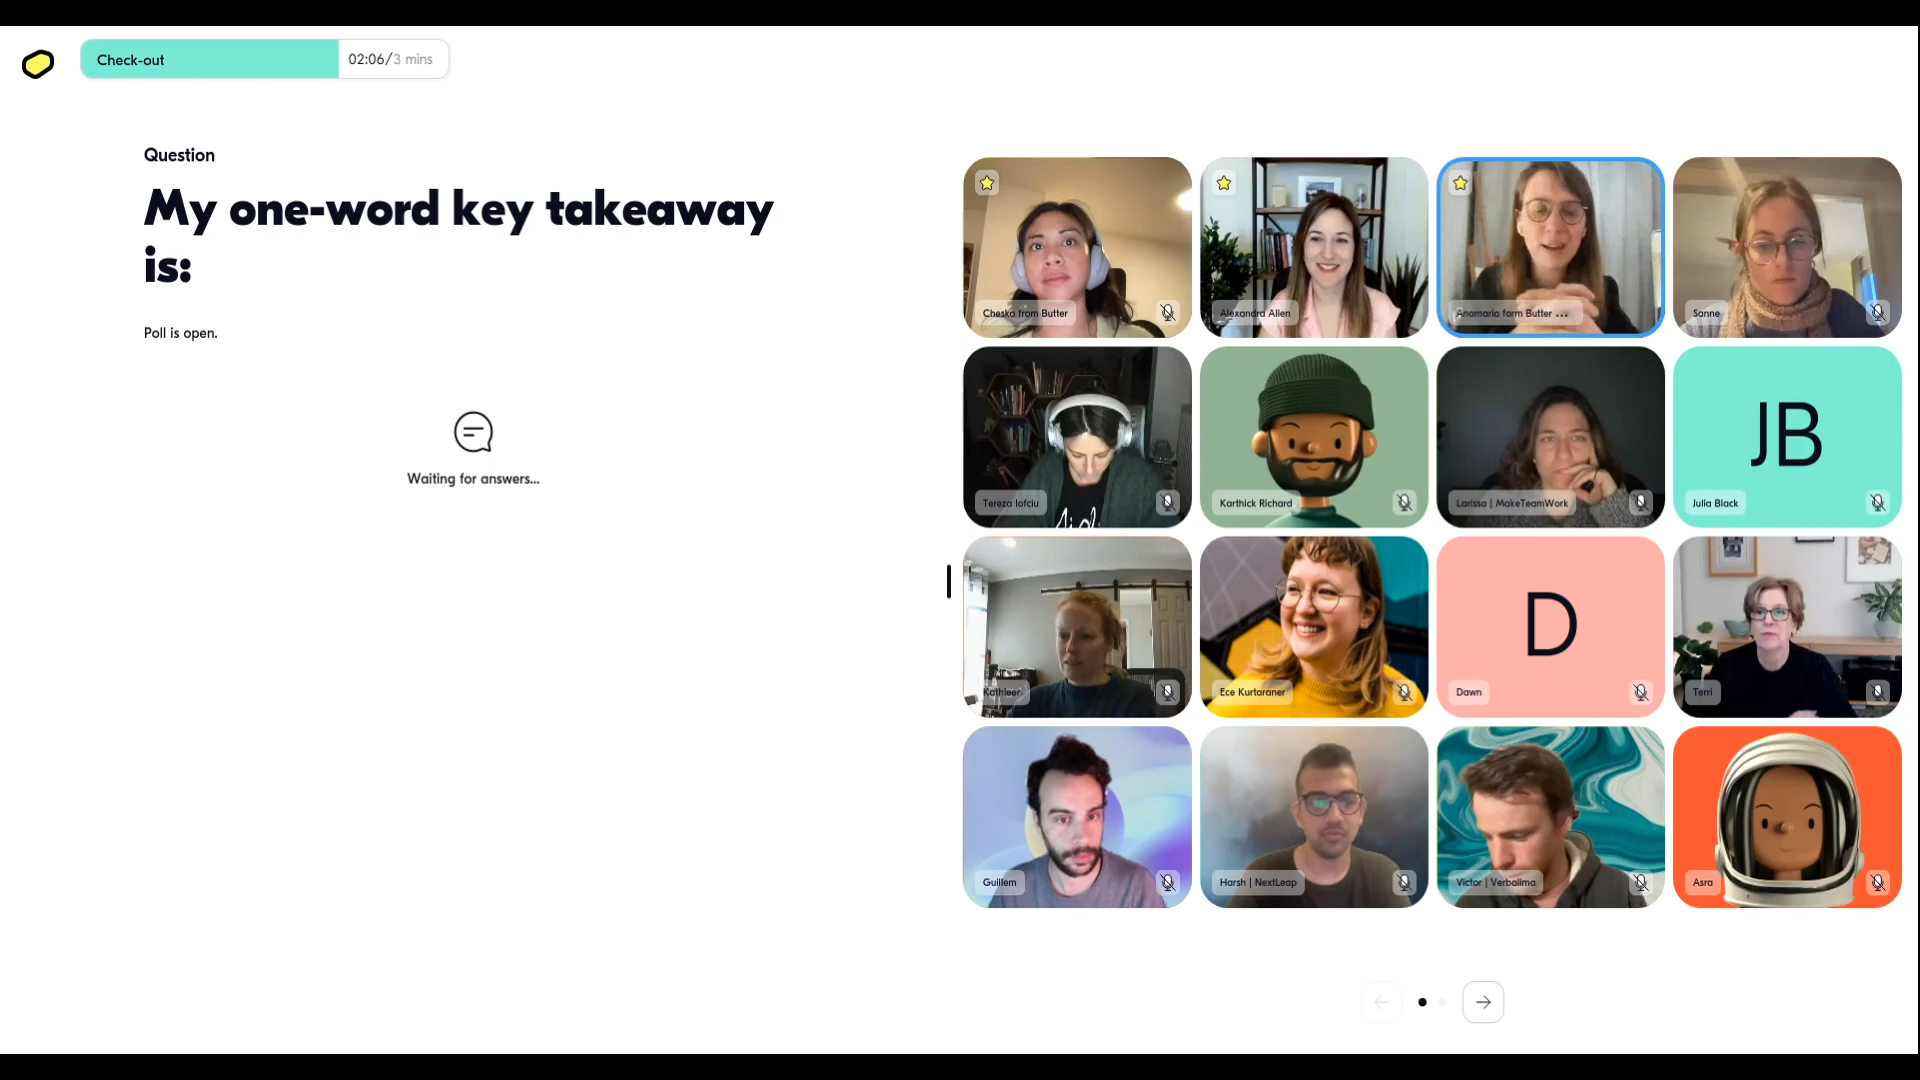 Check-out
02:06/3 mins
Question
My one-word key takeaway
is:
Poll is open.
Waiting for answers...
Cheska from Butter
Alexandra Allen
Anamaria form Butter ...
Sanne
Tereza Iofciu
Karthick Richard
Larissa | MakeTeamWork
JB
Julia Black
Kathleen
Ece Kurtaraner
D
Dawn
Terri
Guillem
Harsh | NextLeap
Victor | Verbalima
Asra